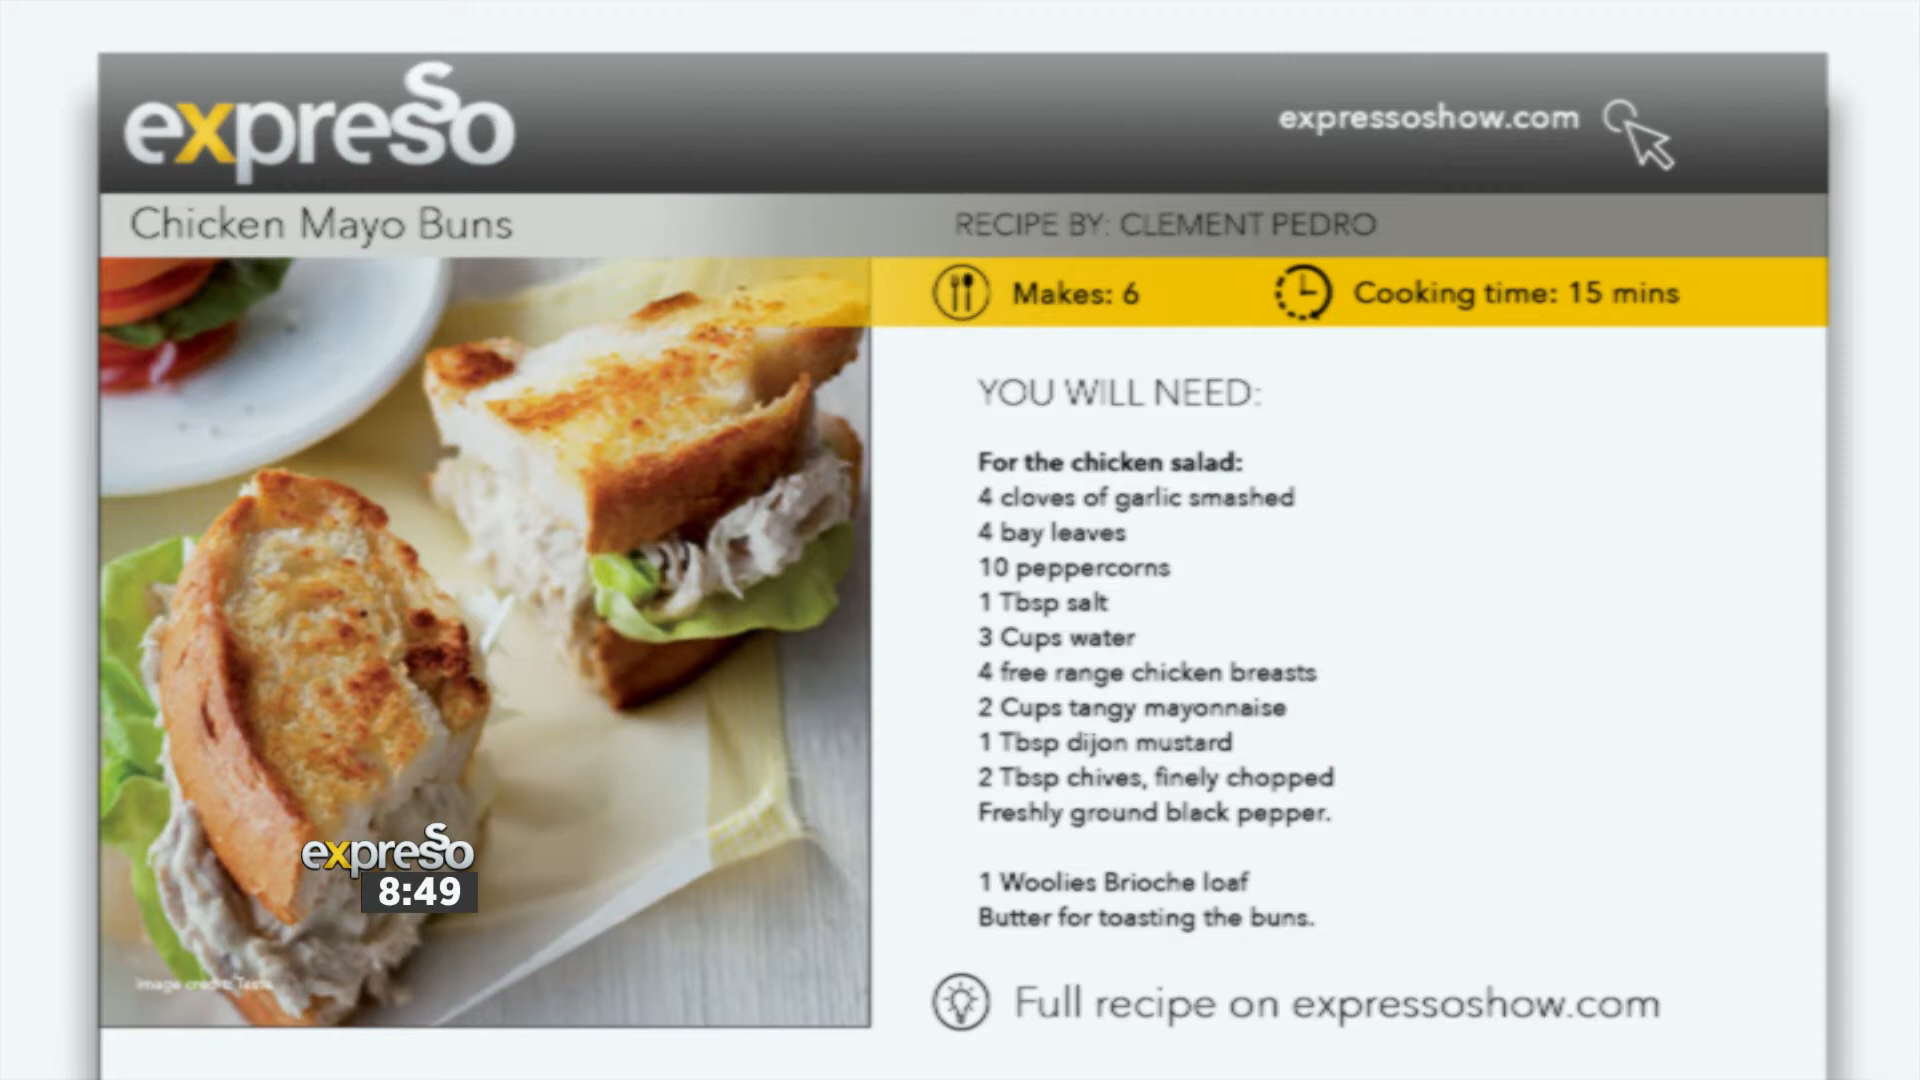 expresso
expressoshow.com
Chicken Mayo Buns
RECIPE BY: CLEMENT PEDRO
Makes: 6
Cooking time: 15 mins
YOU WILL NEED:
For the chicken salad:
4 cloves of garlic smashed
4 bay leaves
10 peppercorns
1 Tbsp salt
3 Cups water
4 free range chicken breasts
2 Cups tangy mayonnaise
1 Tbsp dijon mustard
2 Tbsp chives, finely chopped
Freshly ground black pepper.
1 Woolies Brioche loaf
Butter for toasting the buns.
expresso
8:49
Image credit:
Full recipe on expressoshow.com